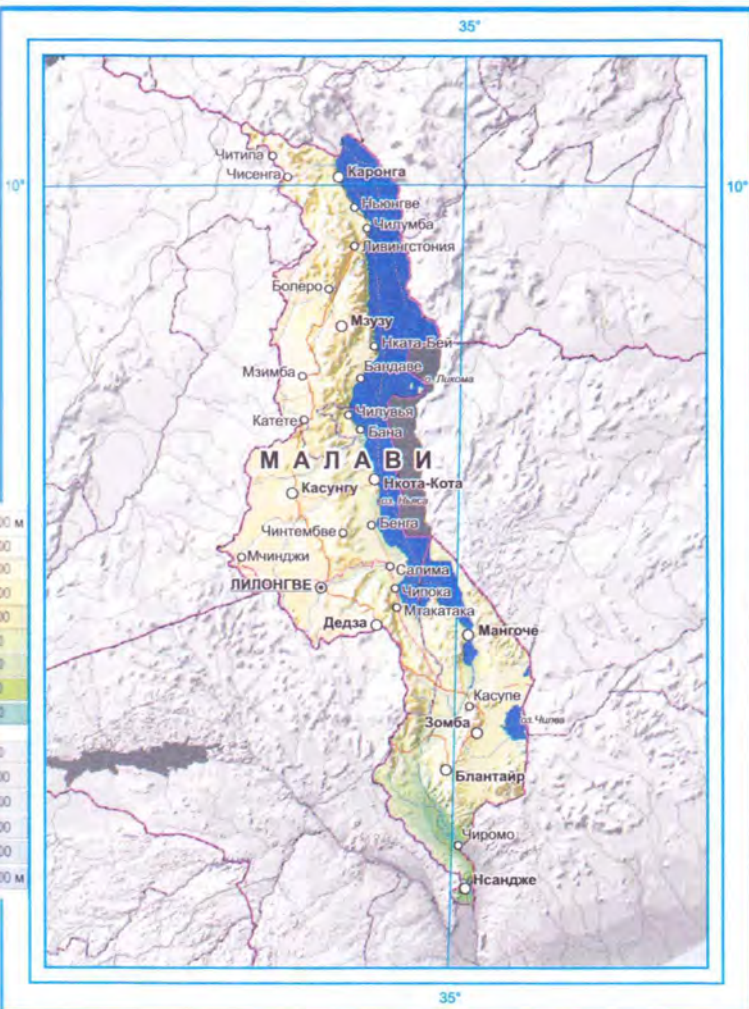 35°
10°
10°
Читипа
Чисенга
Каронга
Ньюнгве
Чилумба
Ливингстония
Болеро
Мзузу
Нката-Бей
Мзимба
Бандаве
о. Ликома
Катете
Чилувья
Бана
МАЛАВИ
Касунгу
Нкота-Кота
оз. Ньяса
Чинтембве
Бенга
Мчинджи
Салима
ЛИЛОНГВЕ
Чипока
Мтакатака
Дедза
Мангоче
Касупе
Зомба
оз. Чилва
Блантайр
Чиромо
Нсандже
35°